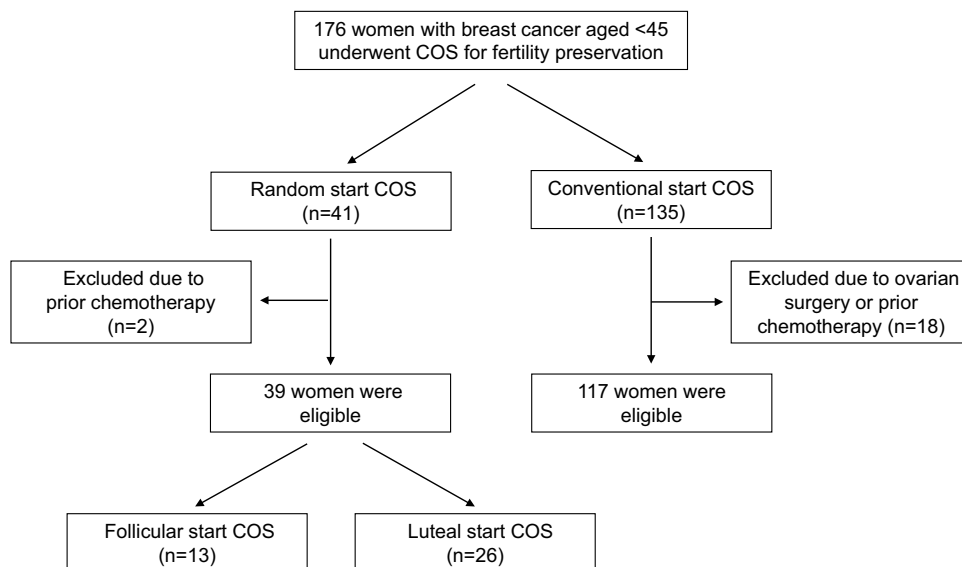 176 women with breast cancer aged <45
underwent COS for fertility preservation
Random start COS
(n=41)
Conventional start COS
(n=135)
Excluded due to
prior chemotherapy
(n=2)
Excluded due to ovarian
surgery or prior
chemotherapy (n=18)
39 women were
eligible
117 women were
eligible
Follicular start COS
(n=13)
Luteal start COS
(n=26)